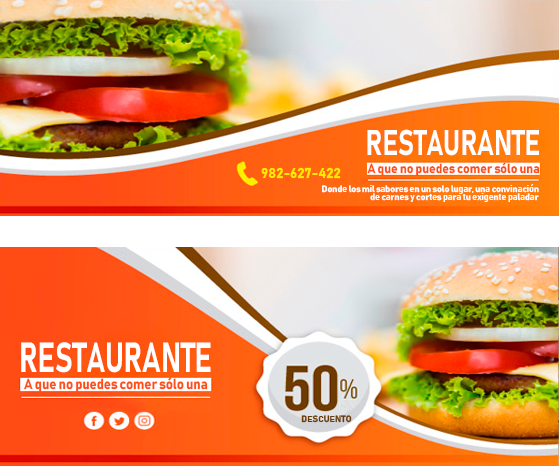 RESTAURANTE
A que no puedes comer sólo una
982-627-422
Donde los mil sabores en un solo lugar, una convinación
de carnes y cortes para tu exigente paladar
RESTAURANTE
A que no puedes comer sólo una
50%
DESCUENTO